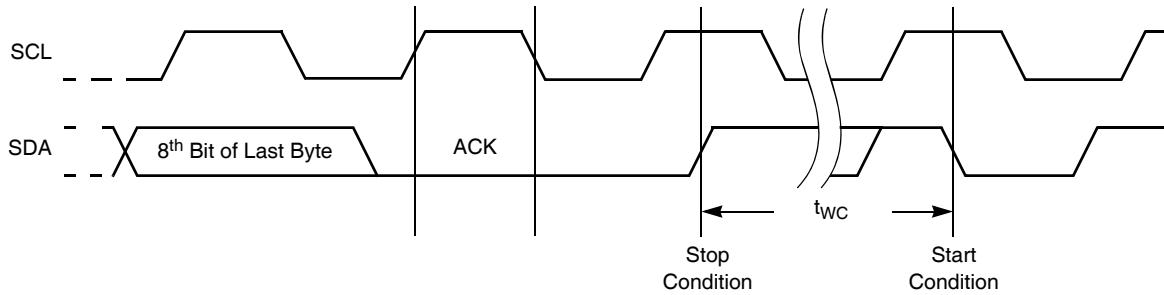 SCL
SDA
8th Bit of Last Byte
ACK
tWC
Stop
Condition
Start
Condition